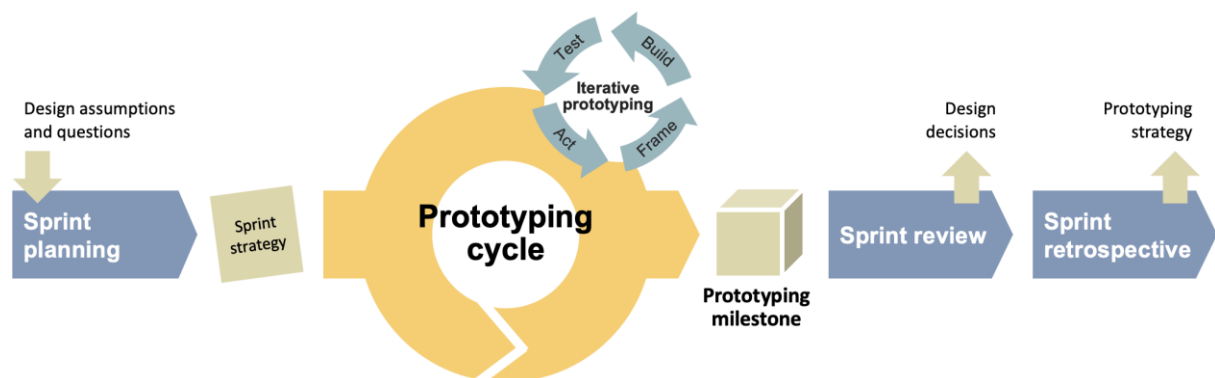 Design assumptions
and questions
Sprint
planning
Sprint
strategy
Prototyping
cycle
Test
Build
Iterative
prototyping
Act
Frame
Prototyping
milestone
Design
decisions
Sprint review
Prototyping
strategy
Sprint
retrospective